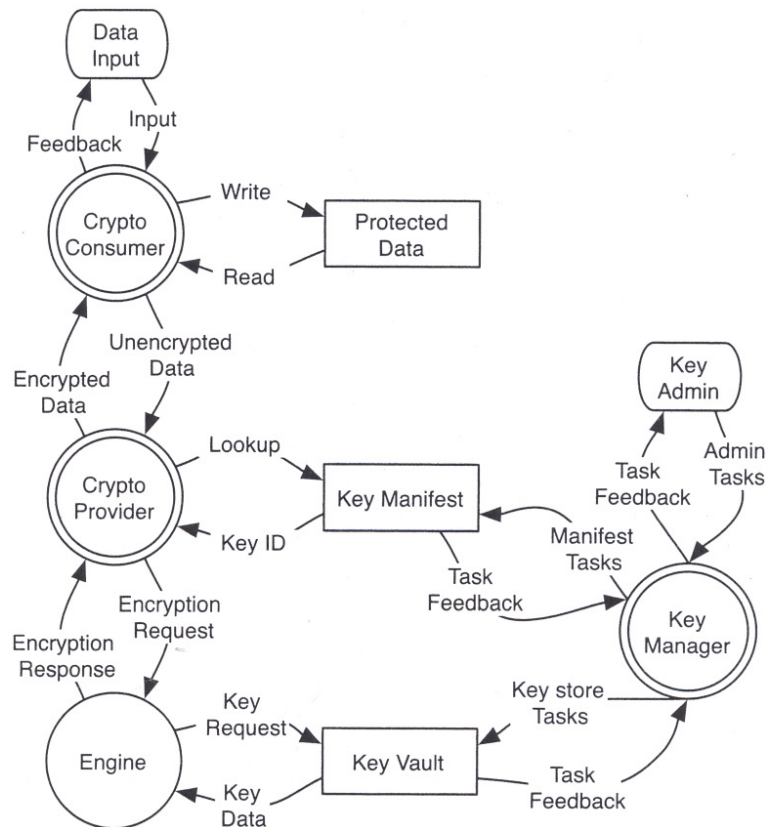 Data
Input
Input
Feedback
Crypto
Consumer
Write
Protected
Data
Read
Unencrypted
Data
Encrypted
Data
Key
Admin
Admin
Tasks
Task
Feedback
Lookup
Crypto
Provider
Key Manifest
Key ID
Manifest
Tasks
Task
Feedback
Key
Manager
Encryption
Request
Encryption
Response
Key
Request
Key store
Tasks
Engine
Key Vault
Key
Data
Task
Feedback